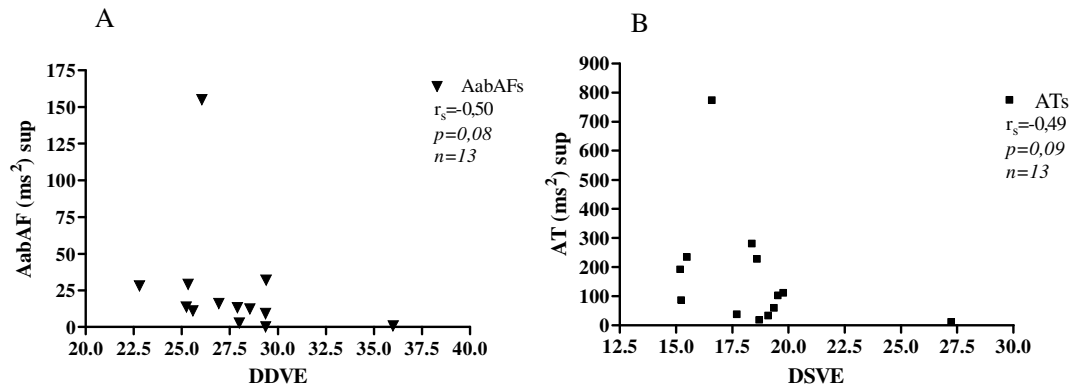 A
AabAF (ms²) sup
175
150
125
100
75
50
25
0
20.0 22.5 25.0 27.5 30.0 32.5 35.0 37.5 40.0
DDVE
AabAFs
rs=-0,50
p=0,08
n=13
B
AT (ms²) sup
900
800
700
600
500
400
300
200
100
0
12.5 15.0 17.5 20.0 22.5 25.0 27.5 30.0
DSVE
ATs
rs=-0,49
p=0,09
n=13